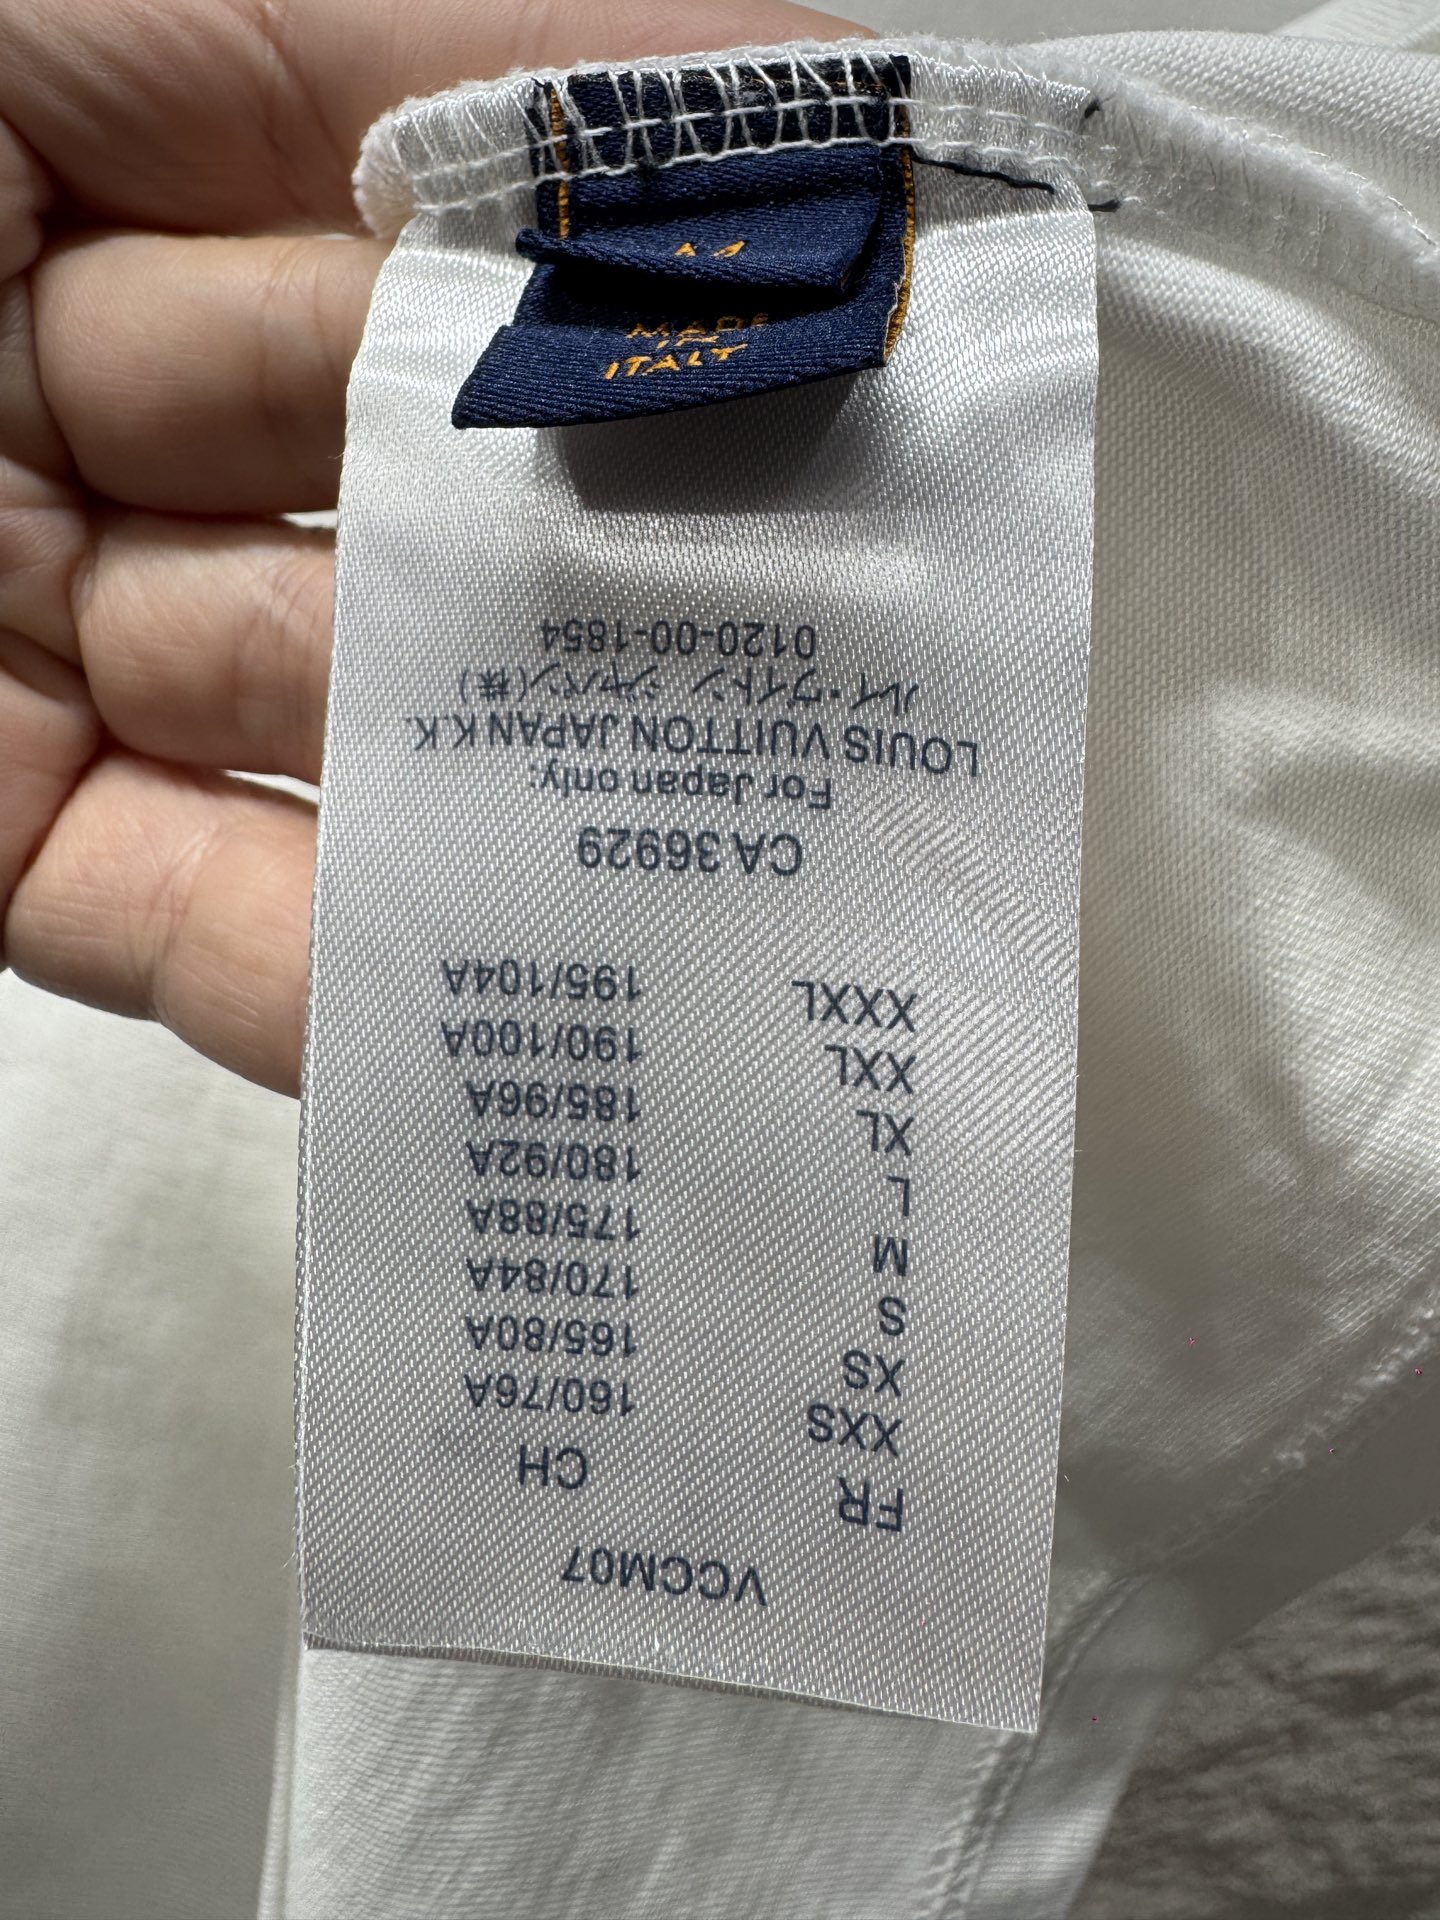 M
MADE
IN
ITALY
VCCM07
FR CH
XXS 160/76A
XS 165/80A
S 170/84A
M 175/88A
L 180/92A
XL 185/96A
XXL 190/100A
XXXL 195/104A
CA 36929
For Japan only:
LOUIS VUITTON JAPAN K.K.
ルイ・ヴィトン ジャパン(株)
0120-00-1854